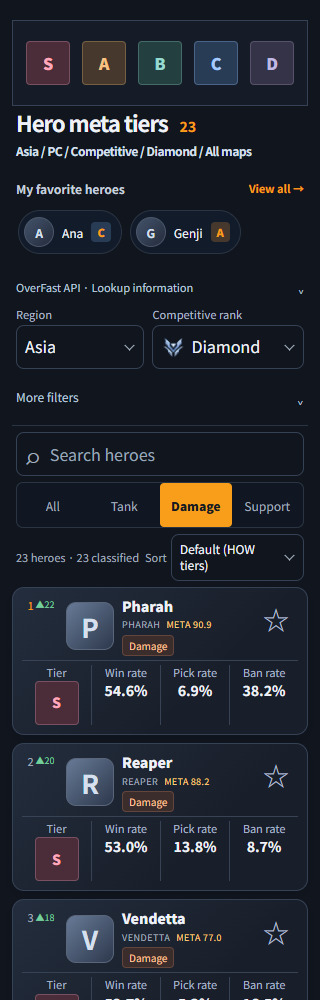 S A B C D
Hero meta tiers 23
Asia / PC / Competitive / Diamond / All maps
My favorite heroes View all →
A Ana C G Genji A
OverFast API · Lookup information
Region Competitive rank
Asia Diamond
More filters
Search heroes
All Tank Damage Support
23 heroes · 23 classified Sort Default (HOW tiers)
1 ▲22 P Pharah
PHARAH META 90.9
Damage
Tier Win rate Pick rate Ban rate
S 54.6% 6.9% 38.2%
2 ▲20 R Reaper
REAPER META 88.2
Damage
Tier Win rate Pick rate Ban rate
S 53.0% 13.8% 8.7%
3 ▲18 V Vendetta
VENDETTA META 77.0
Damage
Tier Win rate Pick rate Ban rate